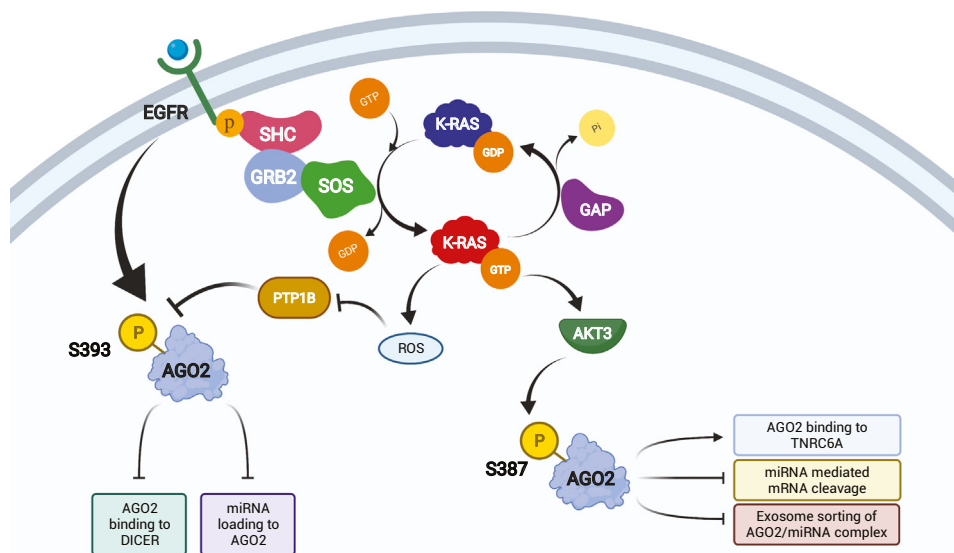 EGFR
p
SHC
GRB2
SOS
GTP
GDP
K-RAS
GDP
Pi
GAP
K-RAS
GTP
PTP1B
ROS
AKT3
P
S393
AGO2
P
S387
AGO2
AGO2
binding to
DICER
miRNA
loading to
AGO2
AGO2 binding to
TNRC6A
miRNA mediated
mRNA cleavage
Exosome sorting of
AGO2/miRNA complex